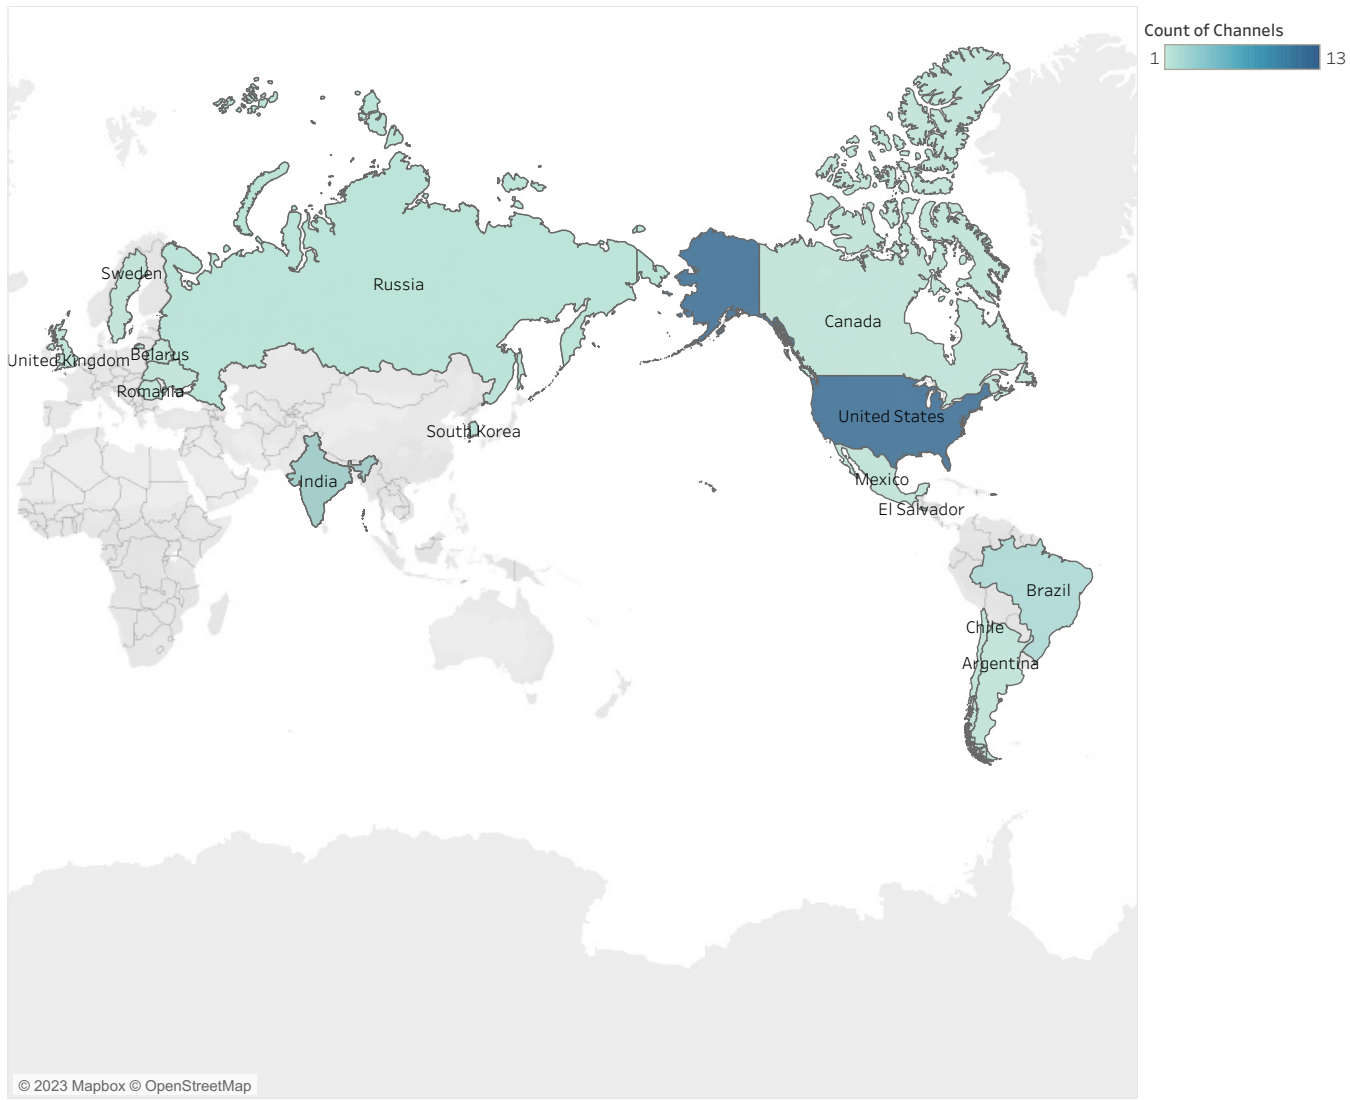 Count of Channels
1 13
Sweden
Russia
Canada
United Kingdom
Belarus
Romania
United States
South Korea
India
Mexico
El Salvador
Brazil
Chile
Argentina
© 2023 Mapbox © OpenStreetMap